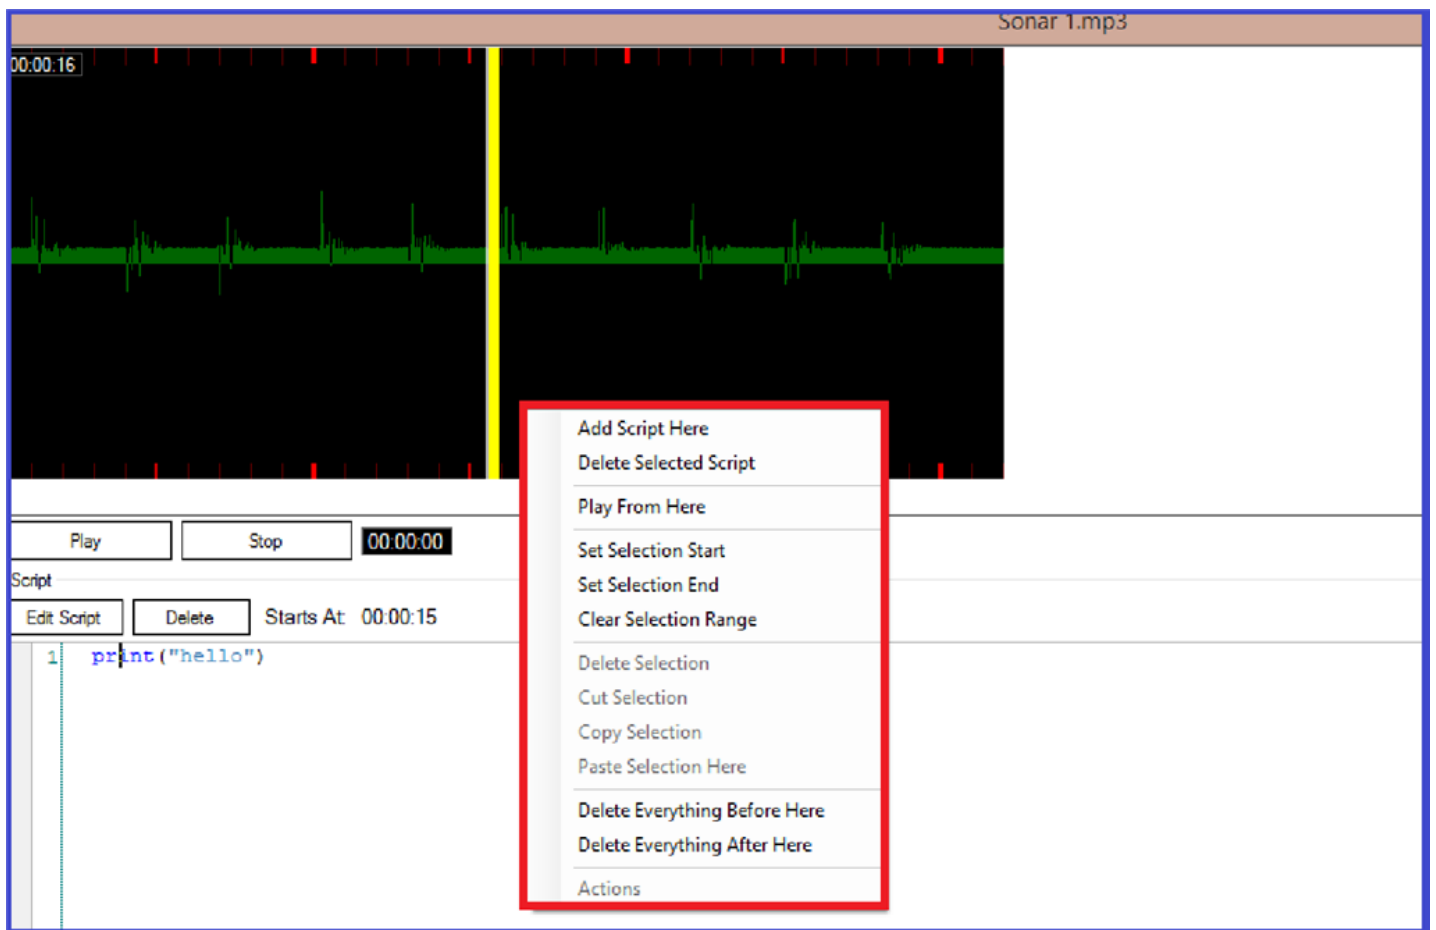 Sonar 1.mp3
00:00:16
Add Script Here
Delete Selected Script
Play From Here
Play Stop 00:00:00
Set Selection Start
Script
Set Selection End
Edit Script Delete Starts At: 00:00:15
Clear Selection Range
1 print("hello")
Delete Selection
Cut Selection
Copy Selection
Paste Selection Here
Delete Everything Before Here
Delete Everything After Here
Actions